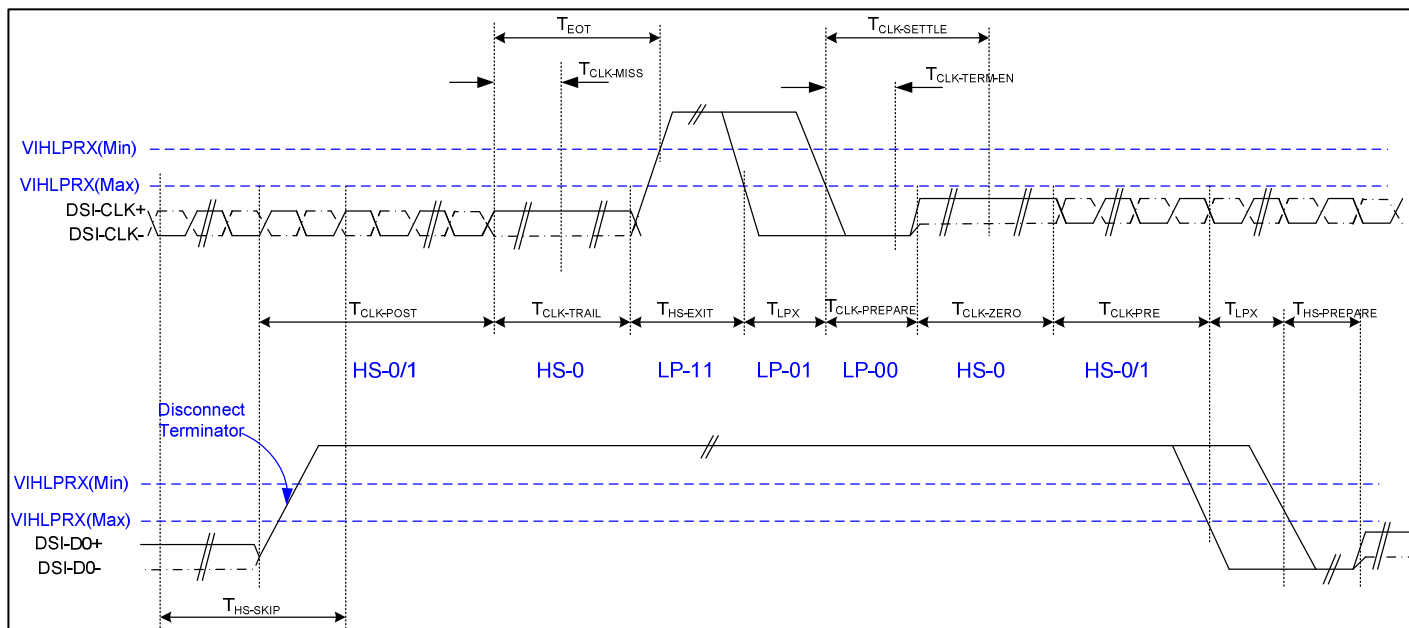 TEOT
TCLK-SETTLE
TCLK-MISS
TCLK-TERM-EN
VIHLPRX(Min)
VIHLPRX(Max)
DSI-CLK+
DSI-CLK-
TCLK-POST
TCLK-TRAIL
THS-EXIT
TLPX
TCLK-PREPARE
TCLK-ZERO
TCLK-PRE
TLPX
THS-PREPARE
HS-0/1
HS-0
LP-11
LP-01
LP-00
HS-0
HS-0/1
Disconnect
Terminator
VIHLPRX(Min)
VIHLPRX(Max)
DSI-D0+
DSI-D0-
THS-SKIP